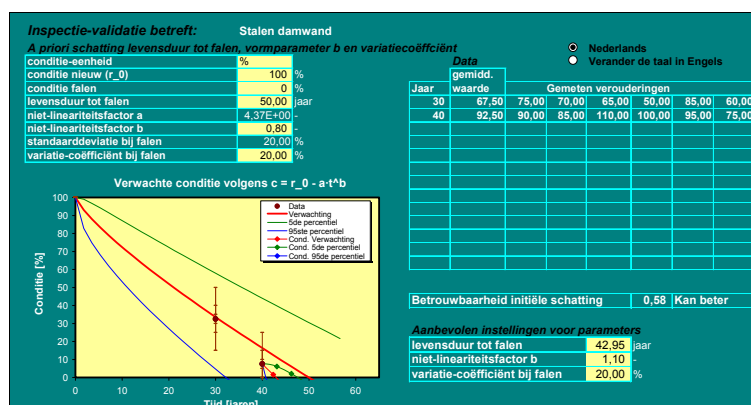 Inspectie-validatie betreft: Stalen damwand
A priori schatting levensduur tot falen, vormparameter b en variatiecoëffciënt
conditie-eenheid %
conditie nieuw (r_0) 100 %
conditie falen 0 %
levensduur tot falen 50,00 jaar
niet-lineariteitsfactor a 4,37E+00 -
niet-lineariteitsfactor b 0,80 -
standaarddeviatie bij falen 20,00 %
variatie-coëfficiënt bij falen 20,00 %
Nederlands
Verander de taal in Engels
Data
gemidd.
Jaar waarde Gemeten verouderingen
30 67,50 75,00 70,00 65,00 50,00 85,00 60,00
40 92,50 90,00 85,00 110,00 100,00 95,00 75,00
Verwachte conditie volgens c = r_0 - a·t^b
Conditie [%]
100
90
80
70
60
50
40
30
20
10
0
0 10 20 30 40 50 60
Tijd [jaren]
Data
Verwachting
5de percentiel
95ste percentiel
Cond. Verwachting
Cond. 5de percentiel
Cond. 95de percentiel
Betrouwbaarheid initiële schatting 0,58 Kan beter
Aanbevolen instellingen voor parameters
levensduur tot falen 42,95 jaar
niet-lineariteitsfactor b 1,10 -
variatie-coëfficiënt bij falen 20,00 %